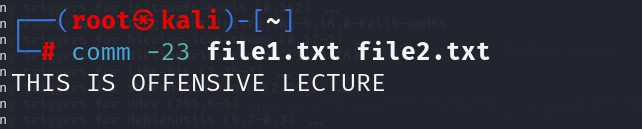 (root㉿kali)-[~]
# comm -23 file1.txt file2.txt
THIS IS OFFENSIVE LECTURE